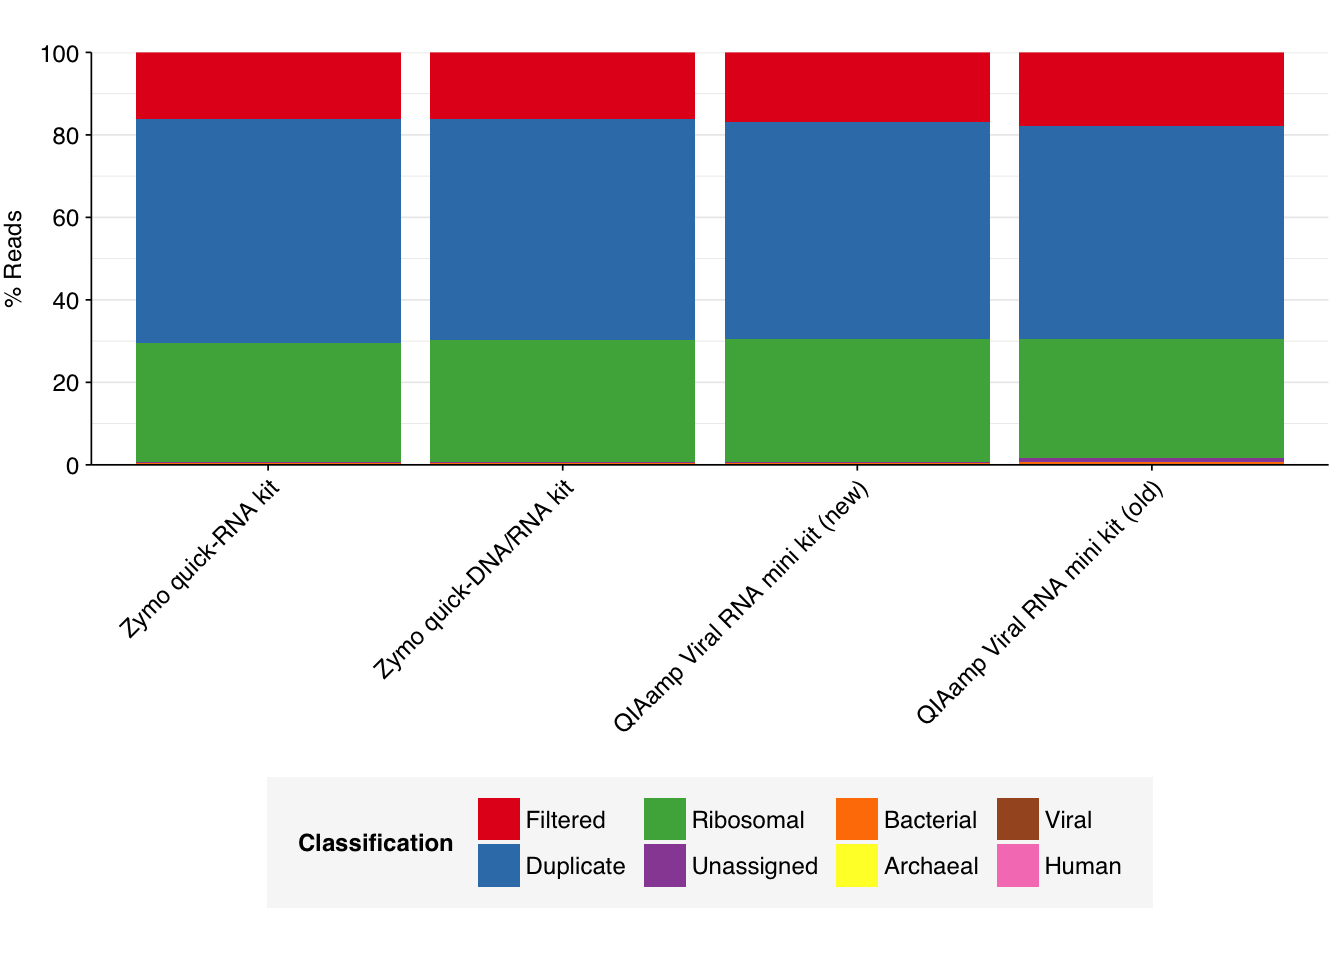 100
80
60
40
20
0
% Reads
Zymo quick-RNA kit
Zymo quick-DNA/RNA kit
QIAamp Viral RNA mini kit (new)
QIAamp Viral RNA mini kit (old)
Classification
Filtered
Ribosomal
Bacterial
Viral
Duplicate
Unassigned
Archaeal
Human